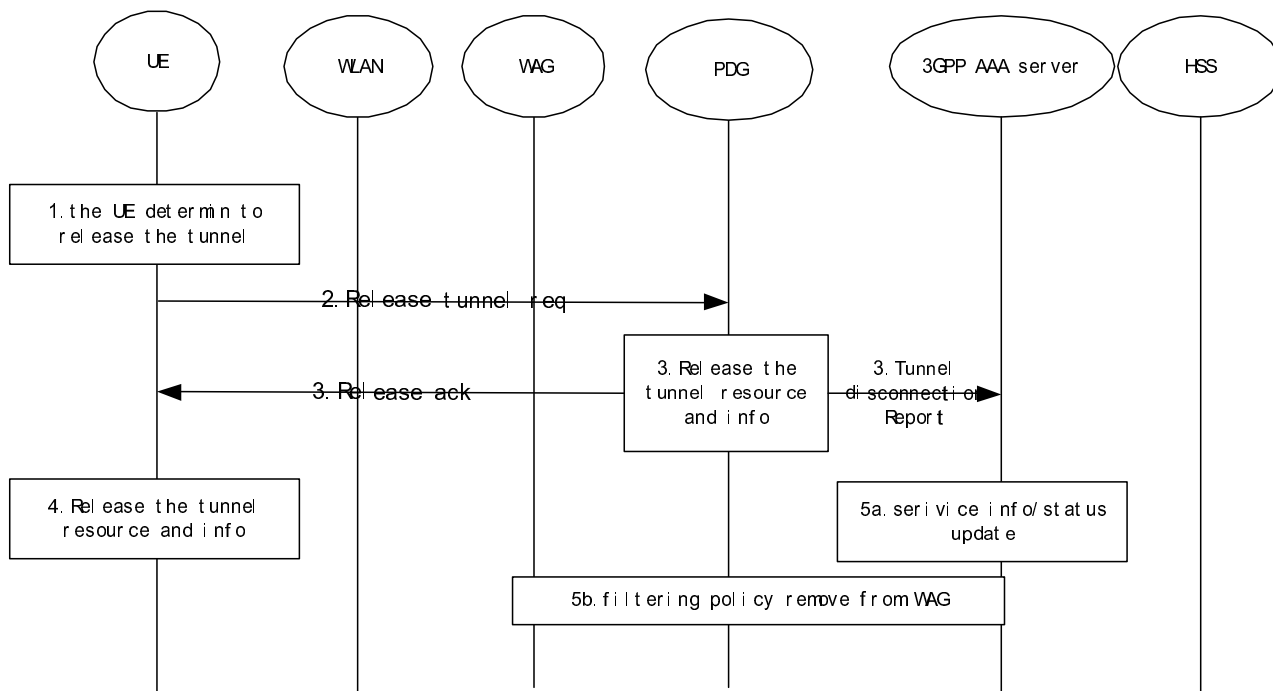 UE
WLAN
WAG
PDG
3GPP AAA server
HSS
1. the UE determin to
release the tunnel
2. Release tunnel req
3. Release the
tunnel resource
and info
3. Release ack
3. Tunnel
disconnection
Report
4. Release the tunnel
resource and info
5a. serivice info/status
update
5b. filtering policy remove from WAG